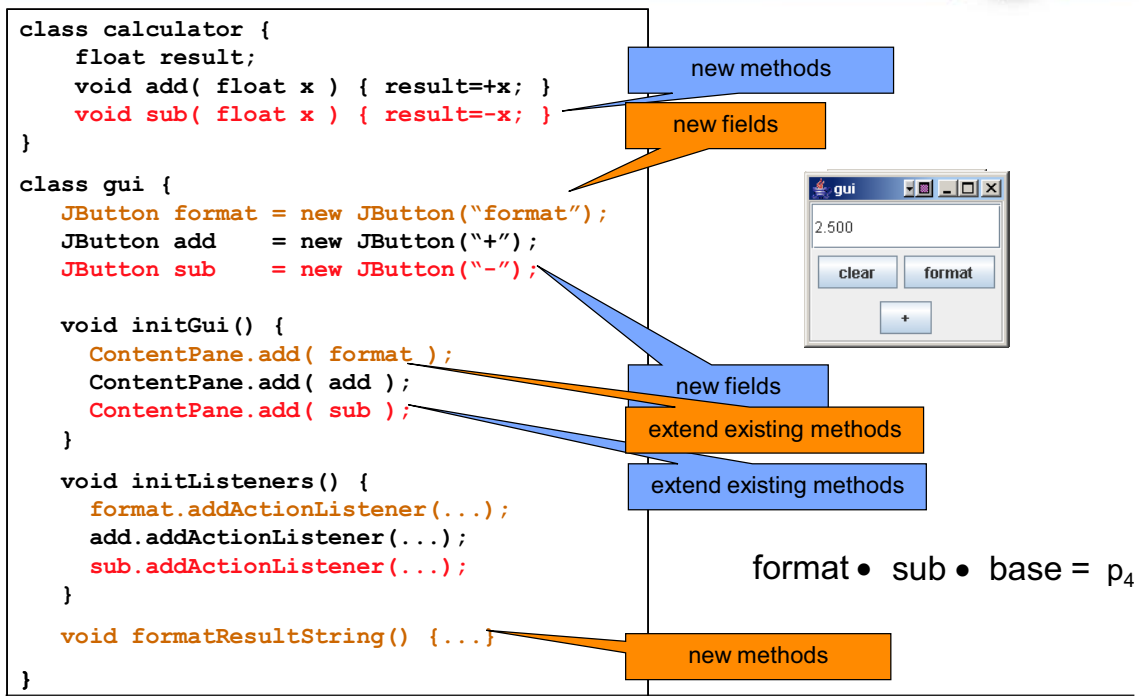 class calculator {
float result;
void add( float x ) { result=+x; }
void sub( float x ) { result=-x; }
}
class gui {
JButton format = new JButton(“format”);
JButton add = new JButton(“+”);
JButton sub = new JButton(“-”);
void initGui() {
ContentPane.add( format );
ContentPane.add( add );
ContentPane.add( sub );
}
void initListeners() {
format.addActionListener(...);
add.addActionListener(...);
sub.addActionListener(...);
}
void formatResultString() {...}
}
new methods
new fields
new fields
extend existing methods
extend existing methods
new methods
gui
2.500
clear format
+
format • sub • base = p₄